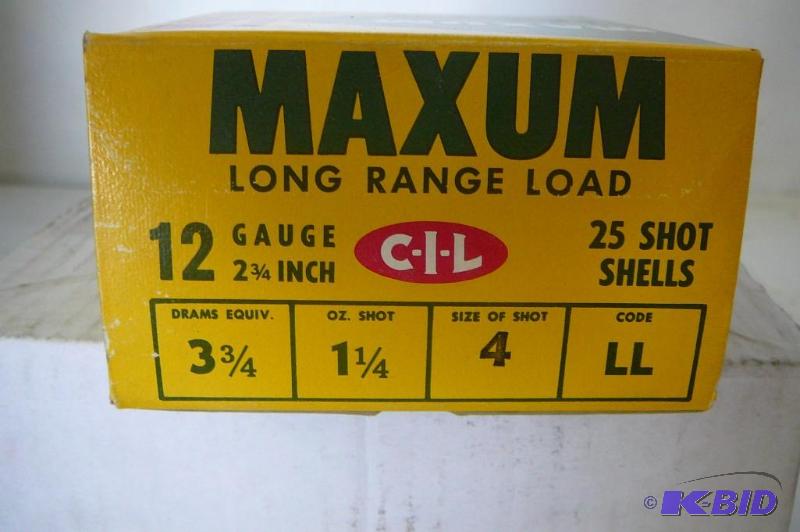 MAXUM
LONG RANGE LOAD
12 GAUGE 2¾ INCH
C-I-L
25 SHOT SHELLS
DRAMS EQUIV. OZ. SHOT SIZE OF SHOT CODE
3¾ 1¼ 4 LL
© K-BID